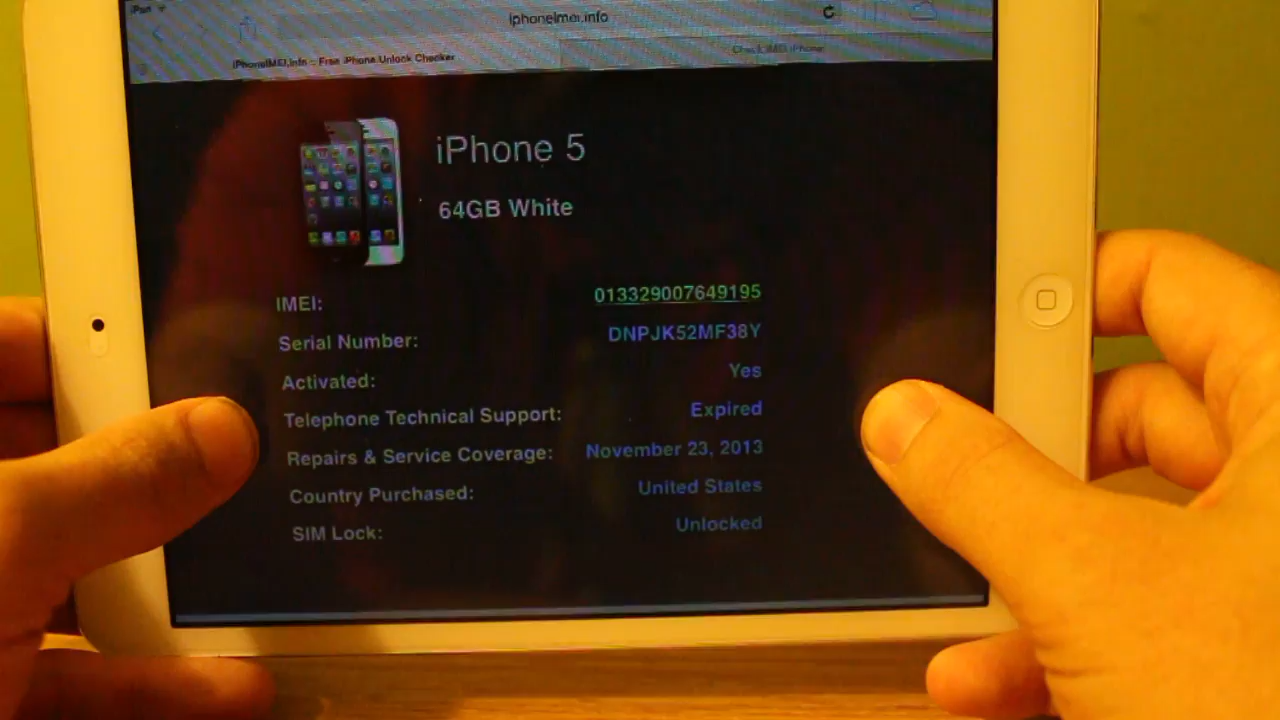 iPad
iphoneimei.info
iPhoneIMEI.info - Free iPhone Unlock Checker
Check IMEI iPhone
iPhone 5
64GB White
IMEI: 013329007649195
Serial Number: DNPJK52MF38Y
Activated: Yes
Telephone Technical Support: Expired
Repairs & Service Coverage: November 23, 2013
Country Purchased: United States
SIM Lock: Unlocked